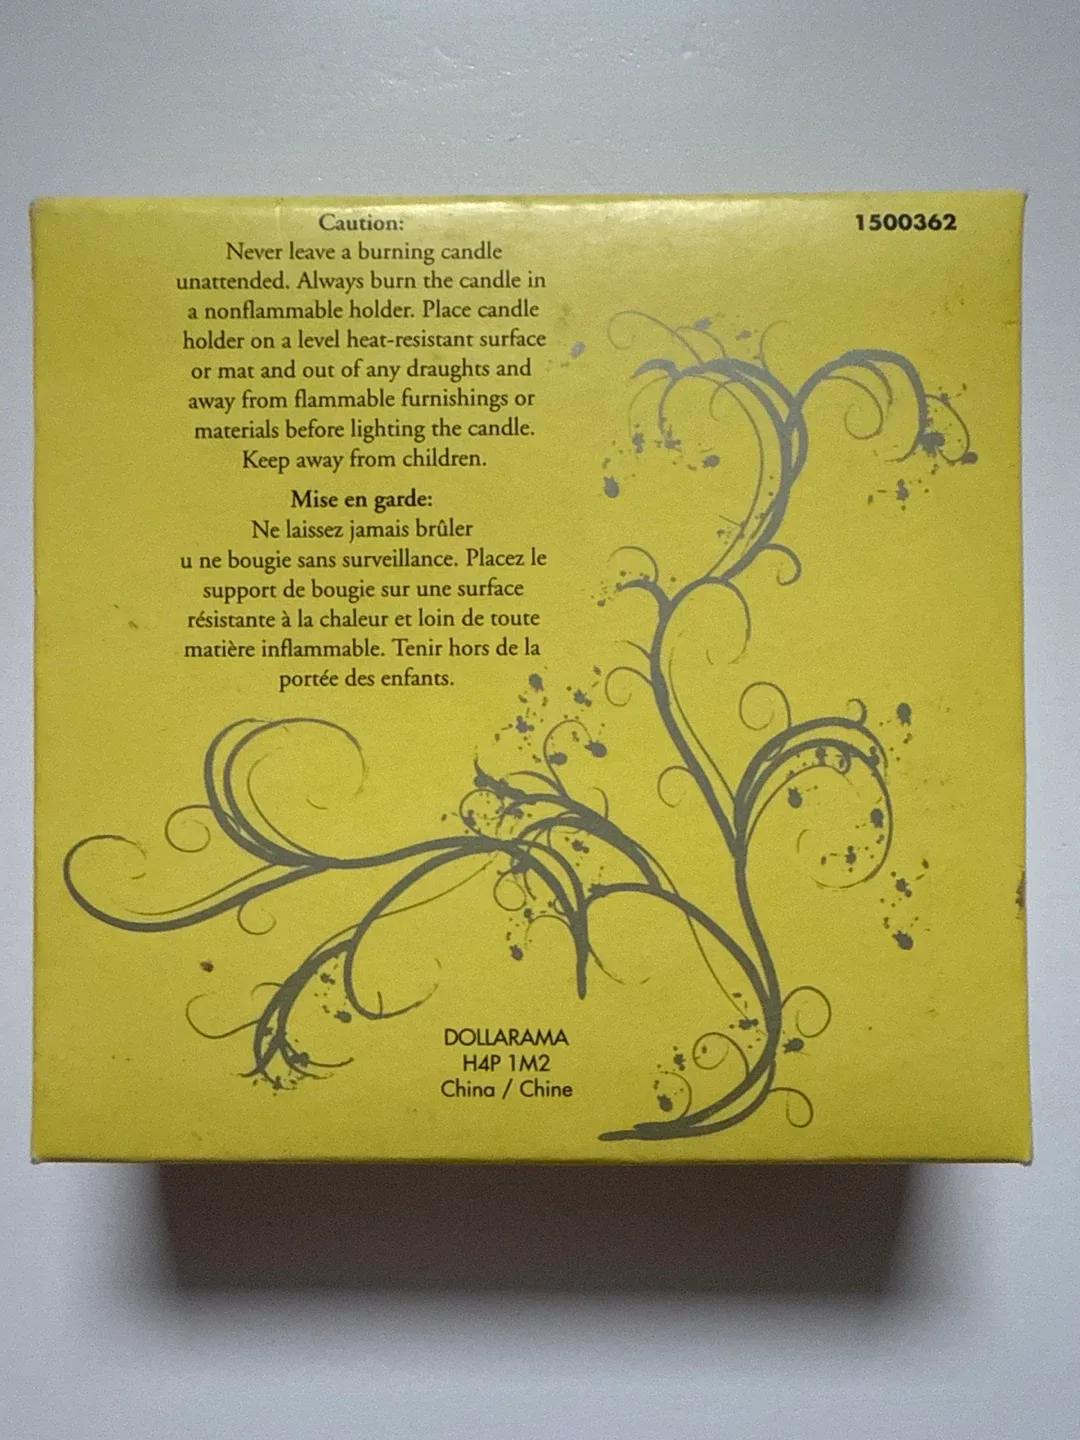 Caution:
Never leave a burning candle
unattended. Always burn the candle in
a nonflammable holder. Place candle
holder on a level heat-resistant surface
or mat and out of any draughts and
away from flammable furnishings or
materials before lighting the candle.
Keep away from children.
Mise en garde:
Ne laissez jamais brûler
u ne bougie sans surveillance. Placez le
support de bougie sur une surface
résistante à la chaleur et loin de toute
matière inflammable. Tenir hors de la
portée des enfants.
1500362
DOLLARAMA
H4P 1M2
China / Chine